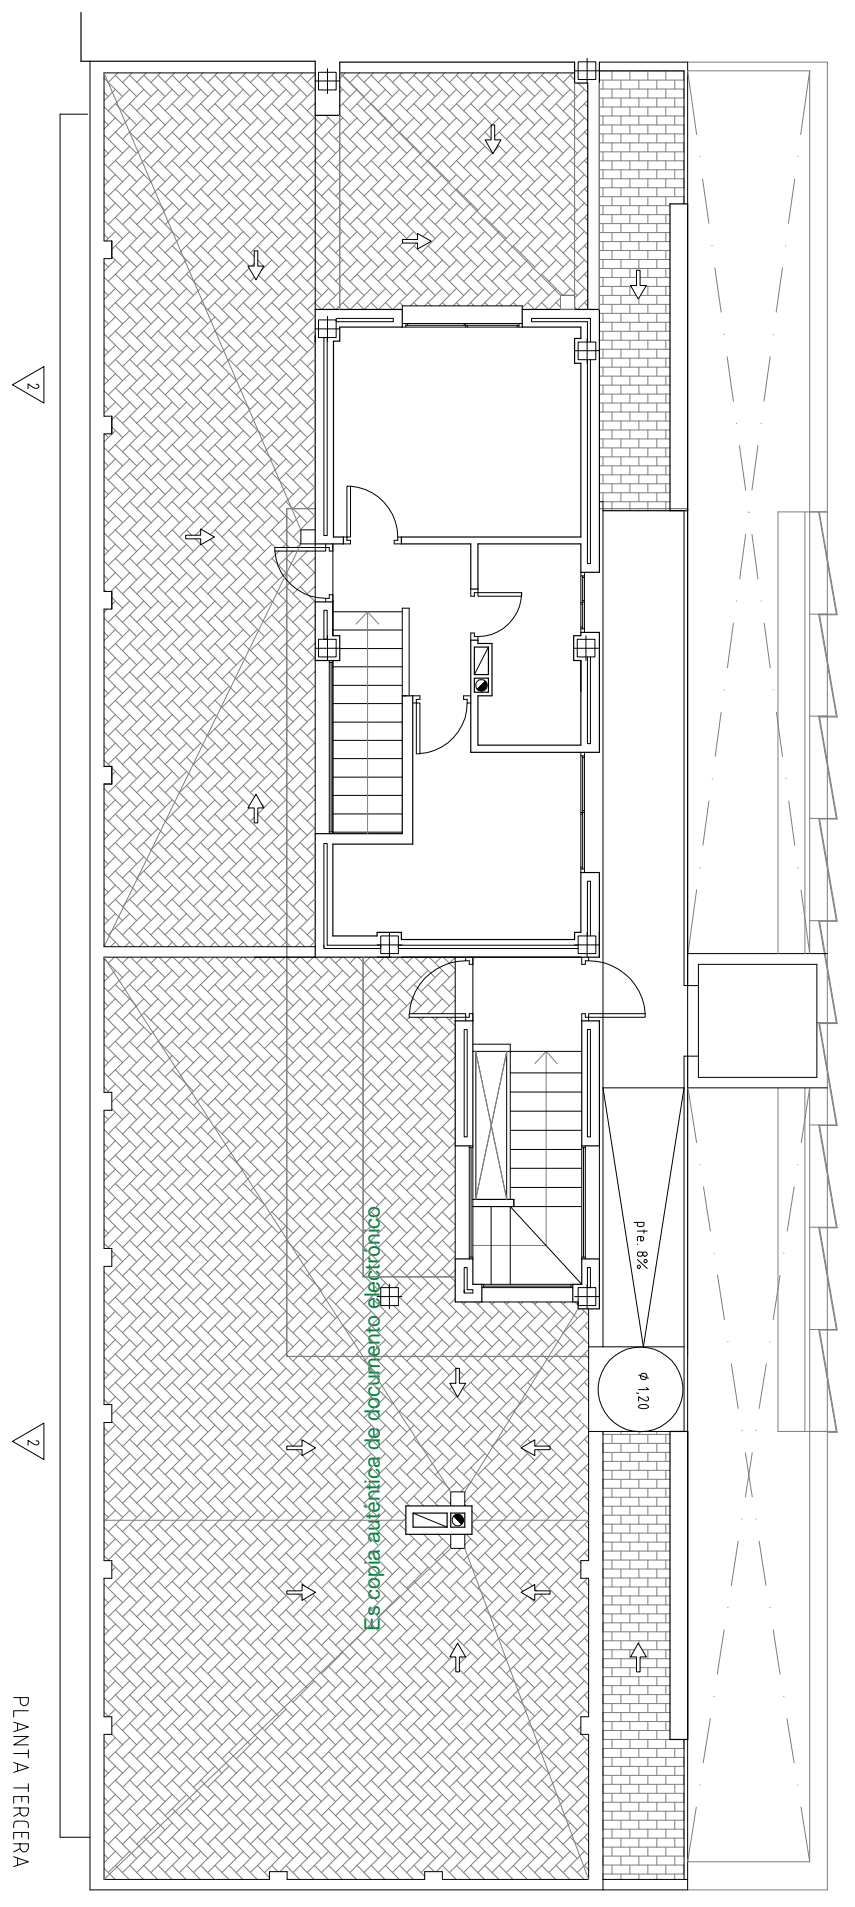 2
pte. 8%
Es copia auténtica de documento electrónico
ϕ 1,20
2
PLANTA TERCERA